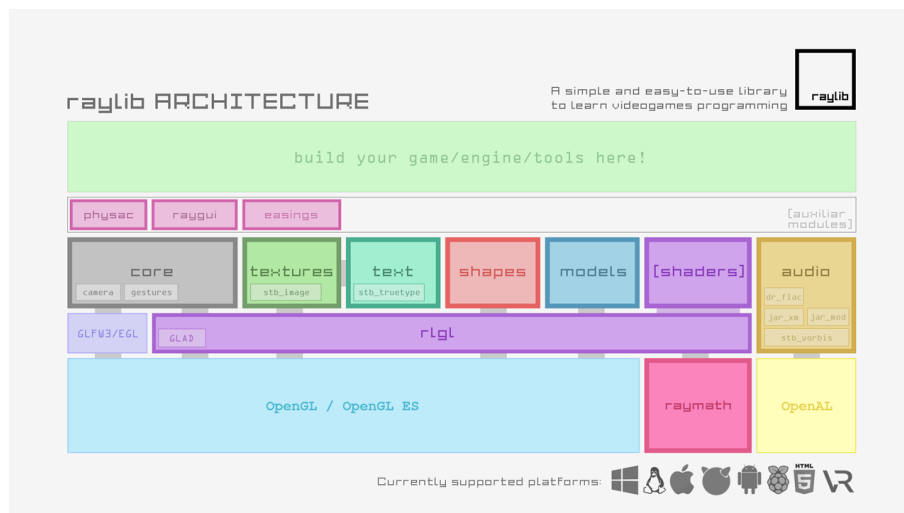 raylib ARCHITECTURE
A simple and easy-to-use library
to learn videogames programming
raylib
build your game/engine/tools here!
physac
raygui
easings
[auxiliar
modules]
core
camera
gestures
textures
stb_image
text
stb_truetype
shapes
models
[shaders]
audio
dr_flac
jar_xm
jar_mod
stb_vorbis
GLFW3/EGL
GLAD
rlgl
OpenGL / OpenGL ES
raymath
OpenAL
Currently supported platforms:
HTML
5
VR